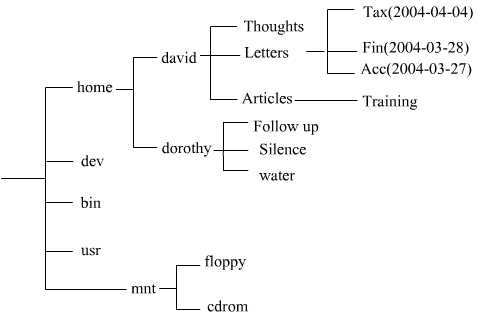 Thoughts
Tax(2004-04-04)
Letters
Fin(2004-03-28)
david
Acc(2004-03-27)
home
Articles
Training
Follow up
dorothy
Silence
dev
water
bin
usr
floppy
mnt
cdrom